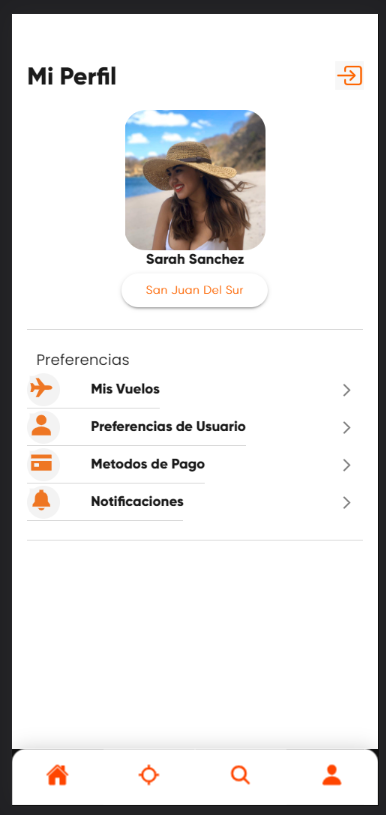 Mi Perfil
Sarah Sanchez
San Juan Del Sur
Preferencias
Mis Vuelos
Preferencias de Usuario
Metodos de Pago
Notificaciones